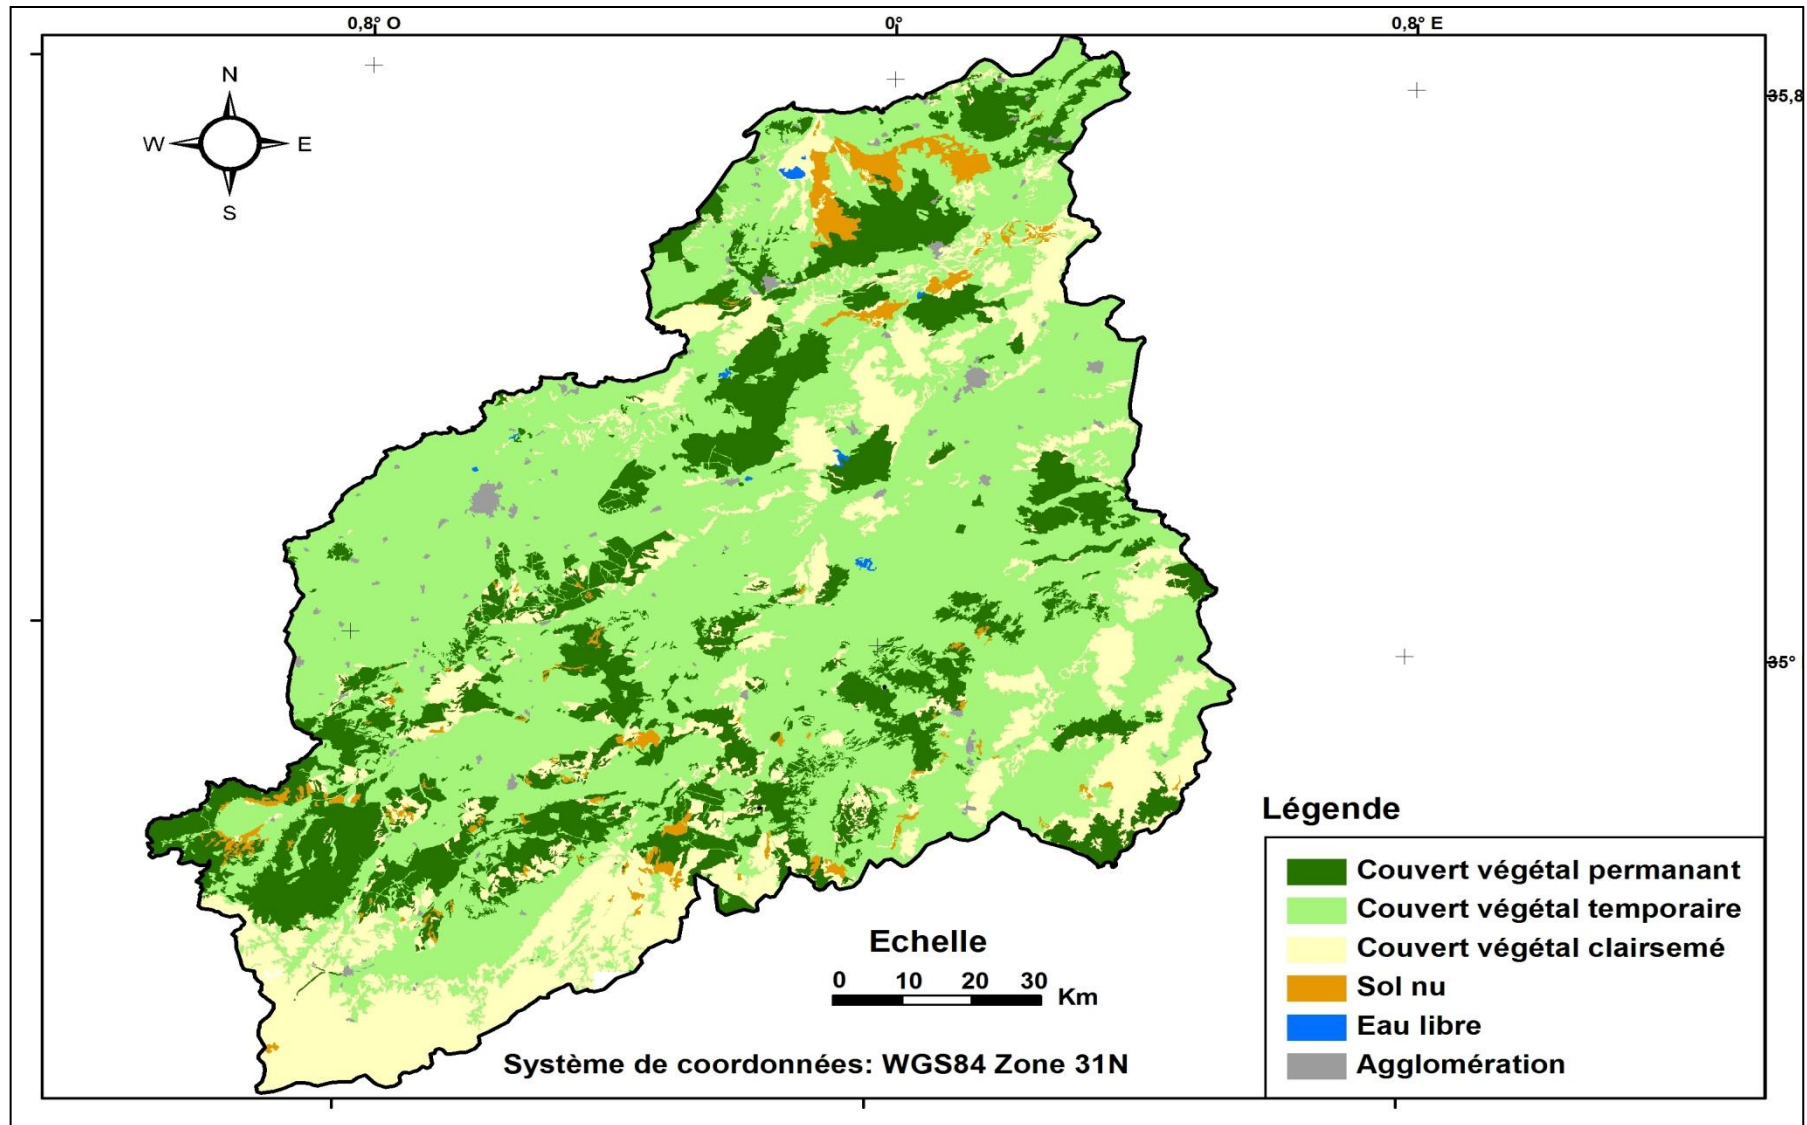 0,8° O
0°
0,8° E
N
W
E
S
35,8
35°
Légende
Couvert végétal permanant
Couvert végétal temporaire
Couvert végétal clairsemé
Sol nu
Eau libre
Agglomération
Echelle
0 10 20 30
Km
Système de coordonnées: WGS84 Zone 31N